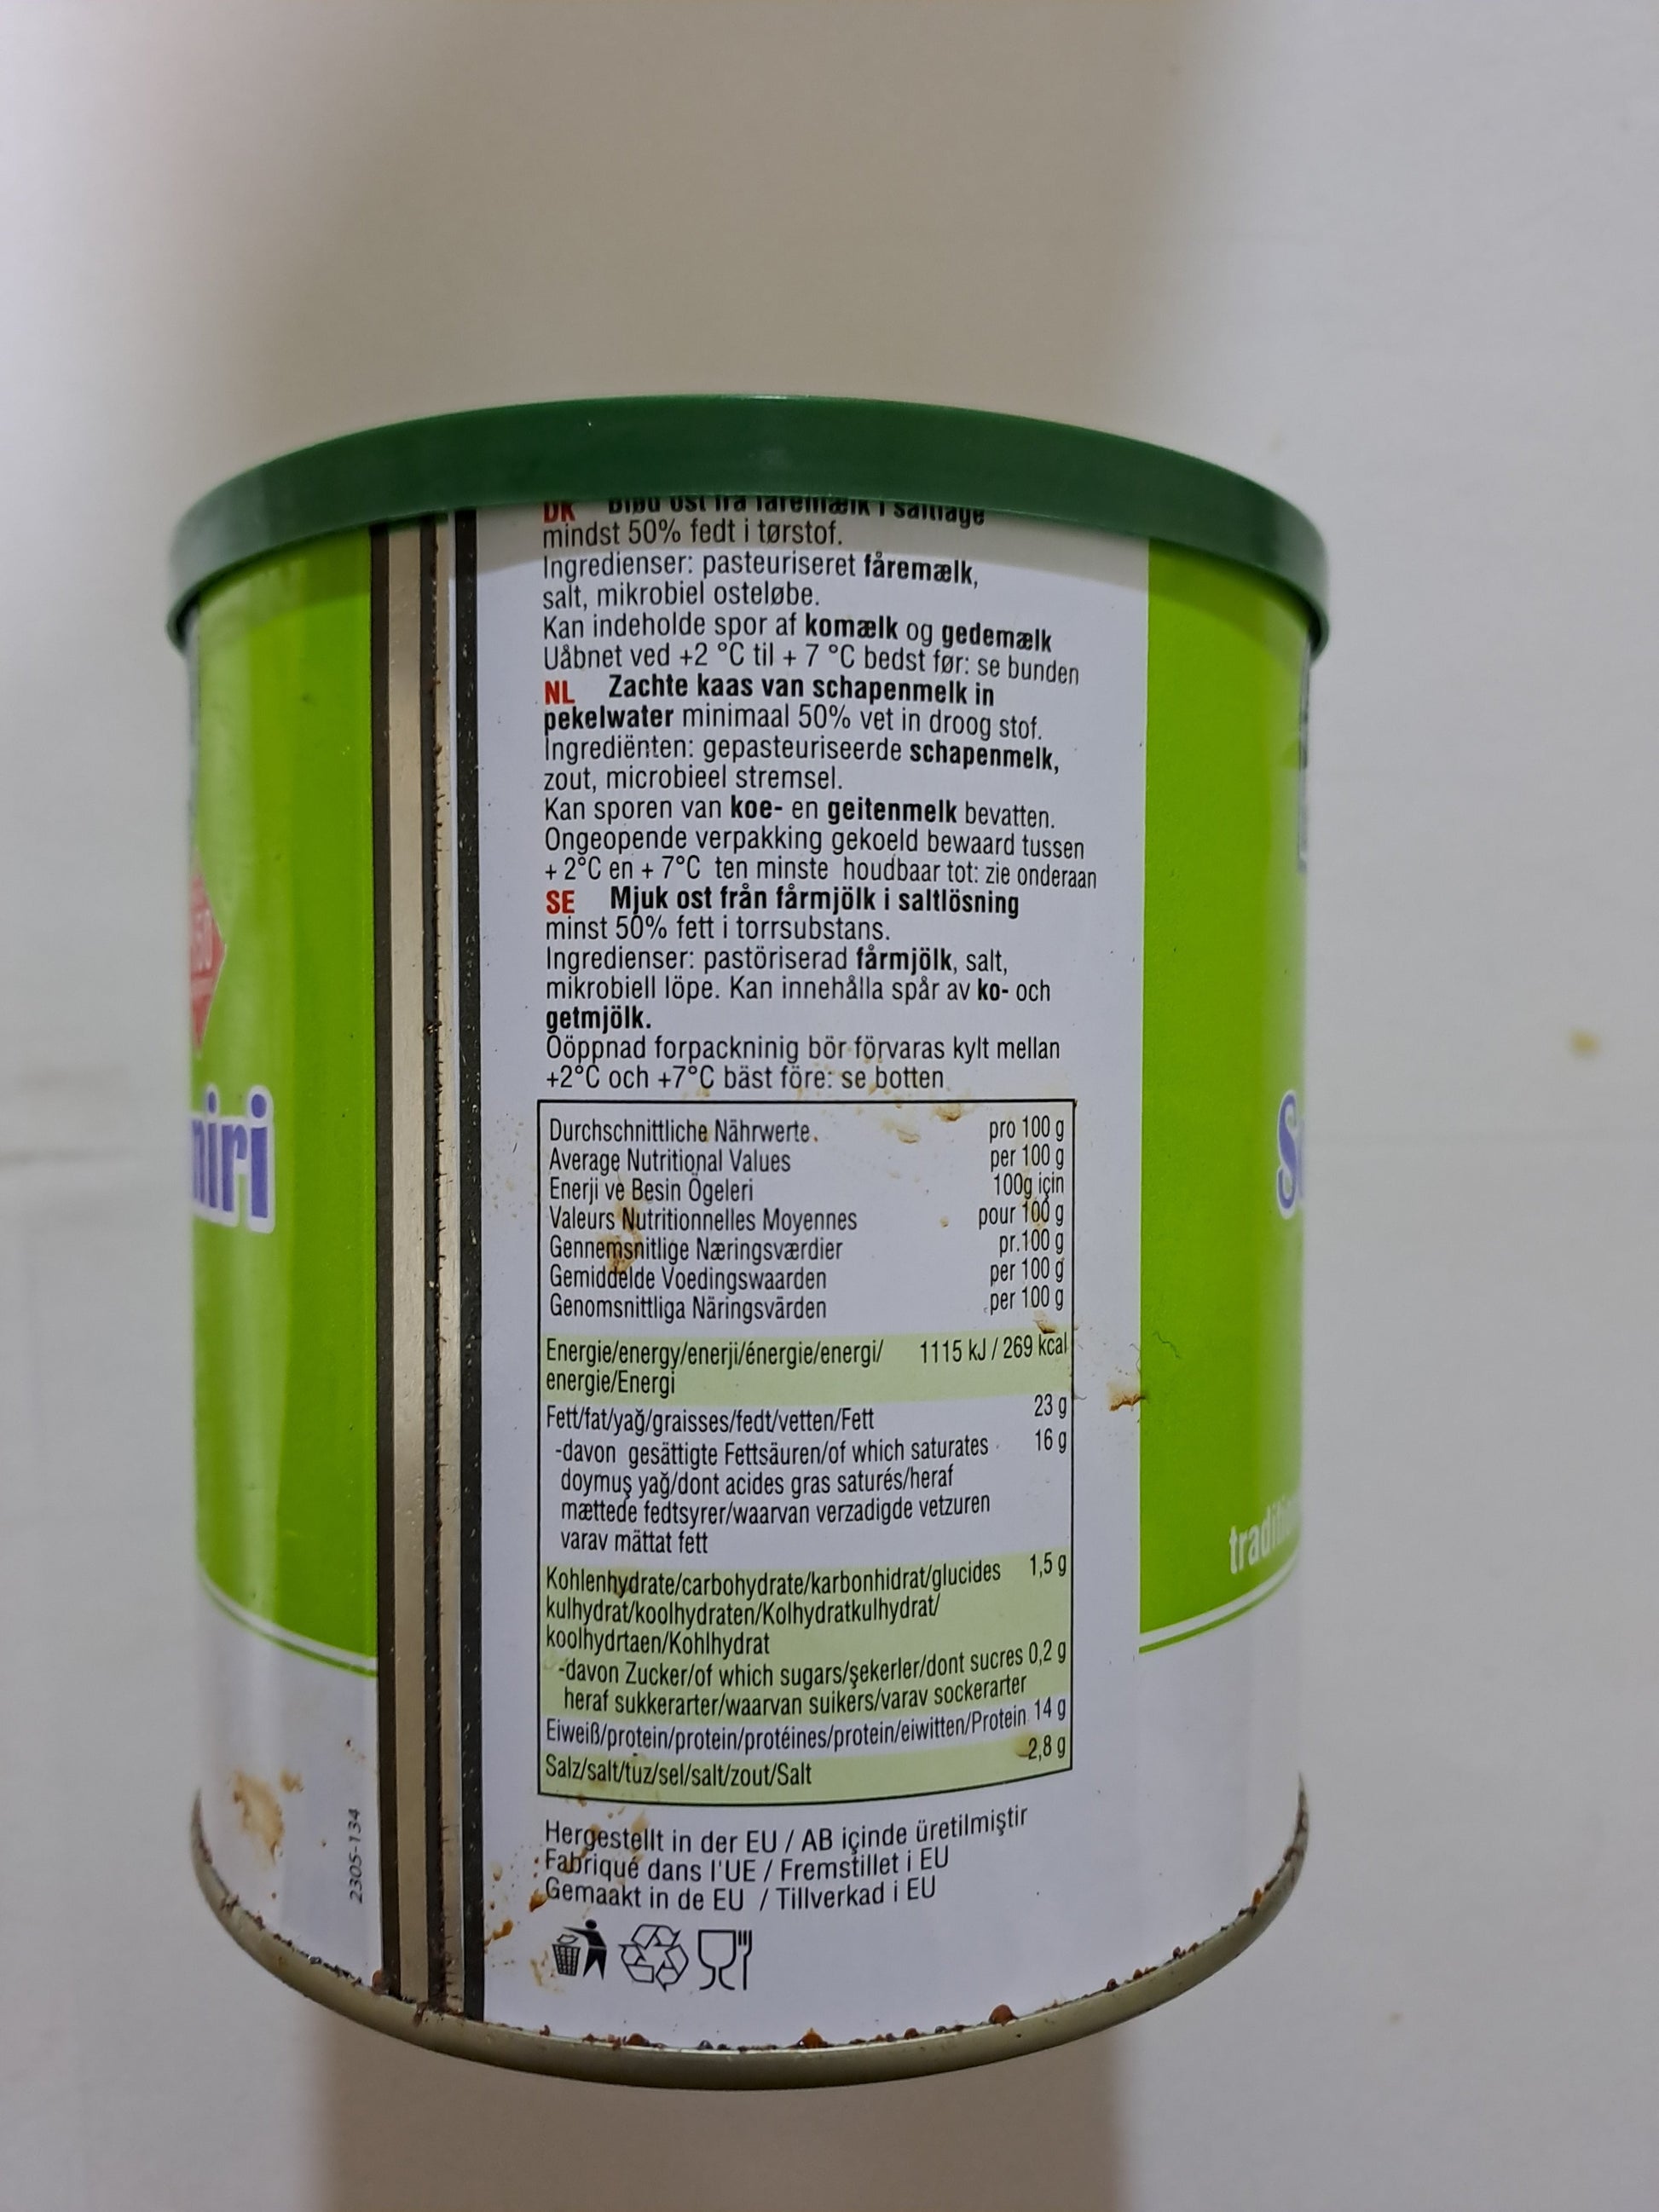 DK Blød ost fra fåremælk i saltlage
mindst 50% fedt i tørstof.
Ingredienser: pasteuriseret fåremælk,
salt, mikrobiel osteløbe.
Kan indeholde spor af komælk og gedemælk
Uåbnet ved +2 °C til + 7 °C bedst før: se bunden
NL Zachte kaas van schapenmelk in
pekelwater minimaal 50% vet in droog stof.
Ingrediënten: gepasteuriseerde schapenmelk,
zout, microbieel stremsel.
Kan sporen van koe- en geitenmelk bevatten.
Ongeopende verpakking gekoeld bewaard tussen
+ 2°C en + 7°C ten minste houdbaar tot: zie onderaan
SE Mjuk ost från fårmjölk i saltlösning
minst 50% fett i torrsubstans.
Ingredienser: pastöriserad fårmjölk, salt,
mikrobiell löpe. Kan innehålla spår av ko- och
getmjölk.
Ööppnad forpackninig bör förvaras kylt mellan
+2°C och +7°C bäst före: se botten
Durchschnittliche Nährwerte. pro 100 g
Average Nutritional Values per 100 g
Enerji ve Besin Ögeleri 100g için
Valeurs Nutritionnelles Moyennes pour 100 g
Gennemsnitlige Næringsværdier pr.100 g
Gemiddelde Voedingswaarden per 100 g
Genomsnittliga Näringsvärden per 100 g
Energie/energy/enerji/énergie/energi/ 1115 kJ / 269 kcal
energie/Energi
Fett/fat/yağ/graisses/fedt/vetten/Fett 23 g
-davon gesättigte Fettsäuren/of which saturates 16 g
doymuş yağ/dont acides gras saturés/heraf
mættede fedtsyrer/waarvan verzadigde vetzuren
varav mättat fett
Kohlenhydrate/carbohydrate/karbonhidrat/glucides 1,5 g
kulhydrat/koolhydraten/Kolhydratkulhydrat/
koolhydrtaen/Kohlhydrat
-davon Zucker/of which sugars/şekerler/dont sucres 0,2 g
heraf sukkerarter/waarvan suikers/varav sockerarter
Eiweiß/protein/protein/protéines/protein/eiwitten/Protein 14 g
Salz/salt/tuz/sel/salt/zout/Salt 2,8 g
Hergestellt in der EU / AB içinde üretilmiştir
Fabriqué dans l'UE / Fremstillet i EU
Gemaakt in de EU / Tillverkad i EU
2305-134
niri